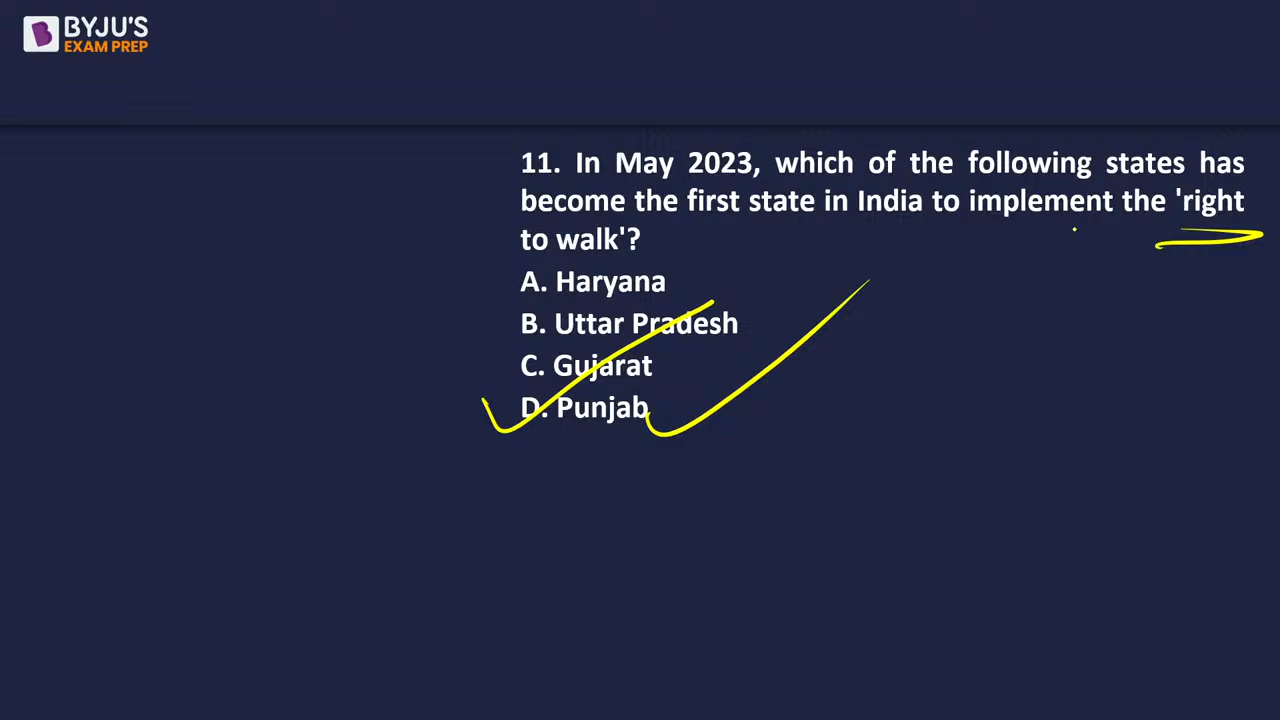 BYJU'S
EXAM PREP
11. In May 2023, which of the following states has
become the first state in India to implement the 'right
to walk'?
A. Haryana
B. Uttar Pradesh
C. Gujarat
D. Punjab